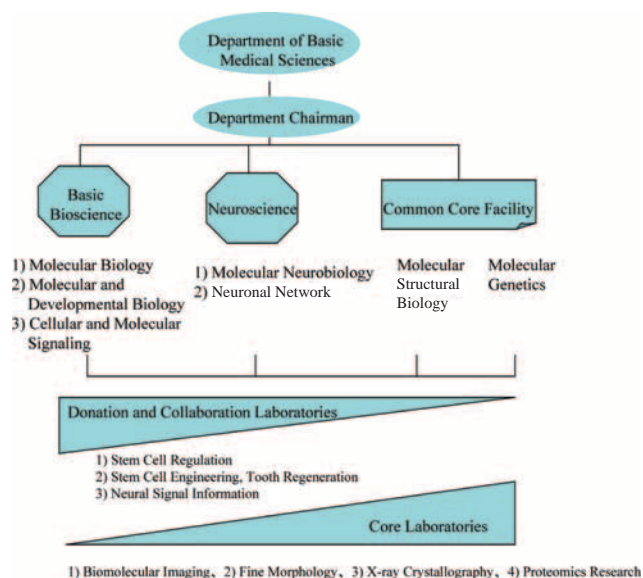 Department of Basic
Medical Sciences
Department Chairman
Basic
Bioscience
Neuroscience
Common Core Facility
1) Molecular Biology
2) Molecular and
Developmental Biology
3) Cellular and Molecular
Signaling
1) Molecular Neurobiology
2) Neuronal Network
Molecular
Structural
Biology
Molecular
Genetics
Donation and Collaboration Laboratories
1) Stem Cell Regulation
2) Stem Cell Engineering, Tooth Regeneration
3) Neural Signal Information
Core Laboratories
1) Biomolecular Imaging、2) Fine Morphology、3) X-ray Crystallography、4) Proteomics Research